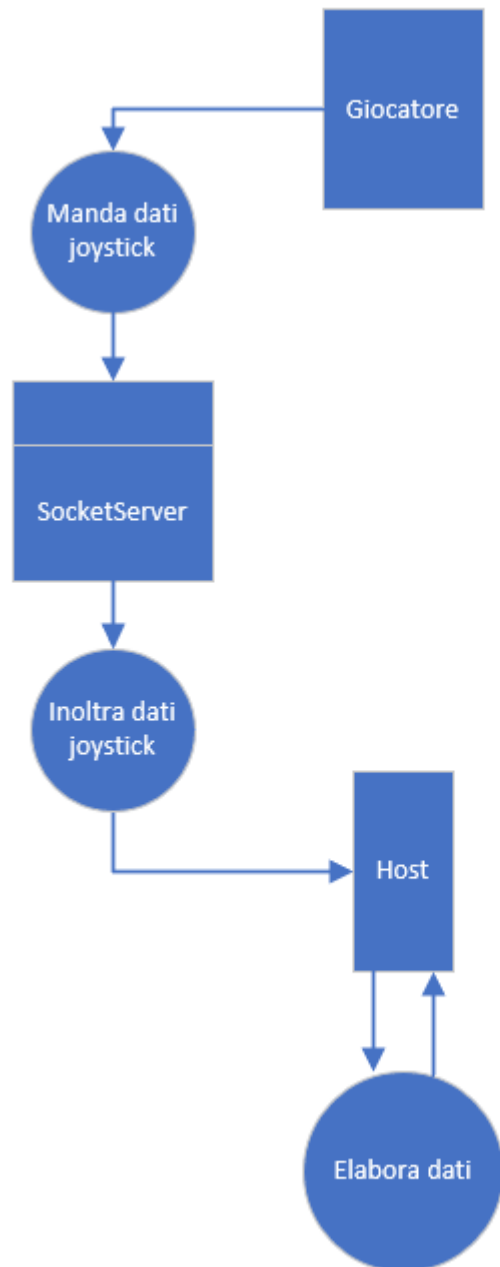 Giocatore
Manda dati
joystick
SocketServer
Inoltra dati
joystick
Host
Elabora dati